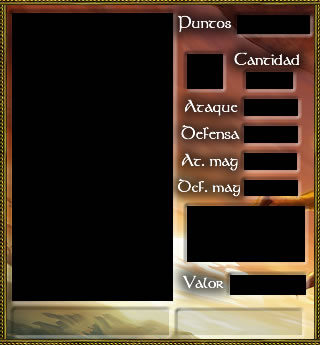 Puntos
Cantidad
Ataque
Defensa
At. mag
Def. mag
Valor